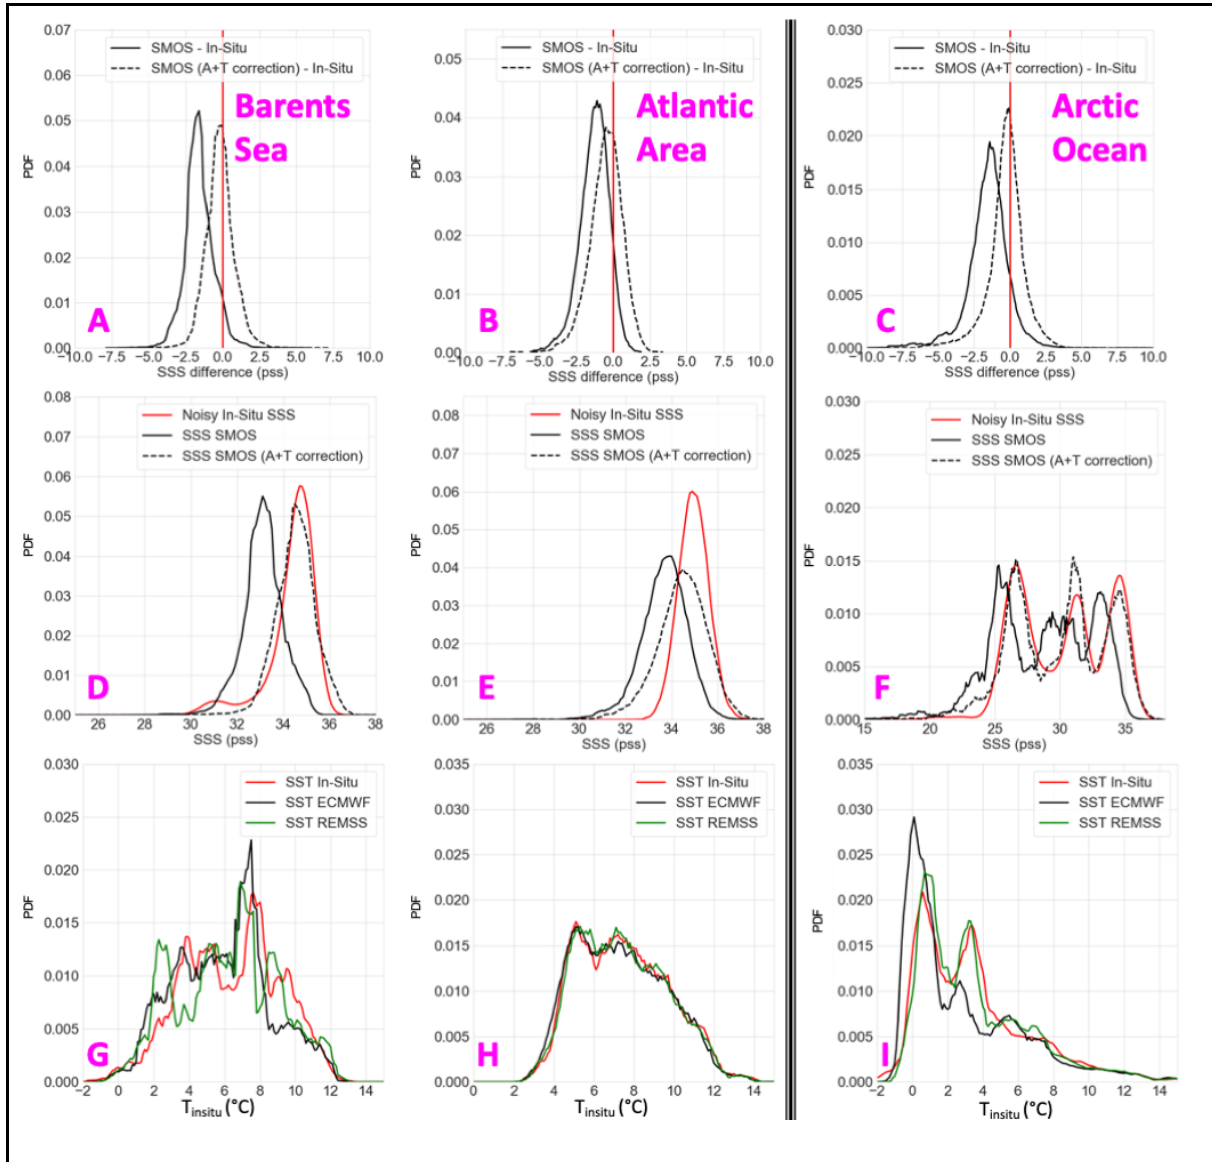 0.07
0.06
0.05
0.04
0.03
0.02
0.01
0.00
PDF
SMOS - In-Situ
SMOS (A+T correction) - In-Situ
Barents
Sea
A
−10.0 −7.5 −5.0 −2.5 0.0 2.5 5.0 7.5 10.0
SSS difference (pss)
0.05
0.04
0.03
0.02
0.01
0.00
PDF
SMOS - In-Situ
SMOS (A+T correction) - In-Situ
Atlantic
Area
B
−10.0 −7.5 −5.0 −2.5 0.0 2.5 5.0 7.5 10.0
SSS difference (pss)
0.030
0.025
0.020
0.015
0.010
0.005
0.000
PDF
SMOS - In-Situ
SMOS (A+T correction) - In-Situ
Arctic
Ocean
C
−10.0 −7.5 −5.0 −2.5 0.0 2.5 5.0 7.5 10.0
SSS difference (pss)
0.08
0.07
0.06
0.05
0.04
0.03
0.02
0.01
0.00
PDF
Noisy In-Situ SSS
SSS SMOS
SSS SMOS (A+T correction)
D
26 28 30 32 34 36 38
SSS (pss)
0.08
0.07
0.06
0.05
0.04
0.03
0.02
0.01
0.00
PDF
Noisy In-Situ SSS
SSS SMOS
SSS SMOS (A+T correction)
E
26 28 30 32 34 36 38
SSS (pss)
0.030
0.025
0.020
0.015
0.010
0.005
0.000
PDF
Noisy In-Situ SSS
SSS SMOS
SSS SMOS (A+T correction)
F
15 20 25 30 35
SSS (pss)
0.030
0.025
0.020
0.015
0.010
0.005
0.000
PDF
SST In-Situ
SST ECMWF
SST REMSS
G
−2 0 2 4 6 8 10 12 14
Tinsitu (°C)
0.035
0.030
0.025
0.020
0.015
0.010
0.005
0.000
PDF
SST In-Situ
SST ECMWF
SST REMSS
H
0 2 4 6 8 10 12 14
Tinsitu (°C)
0.035
0.030
0.025
0.020
0.015
0.010
0.005
0.000
PDF
SST In-Situ
SST ECMWF
SST REMSS
I
−2 0 2 4 6 8 10 12 14
Tinsitu (°C)